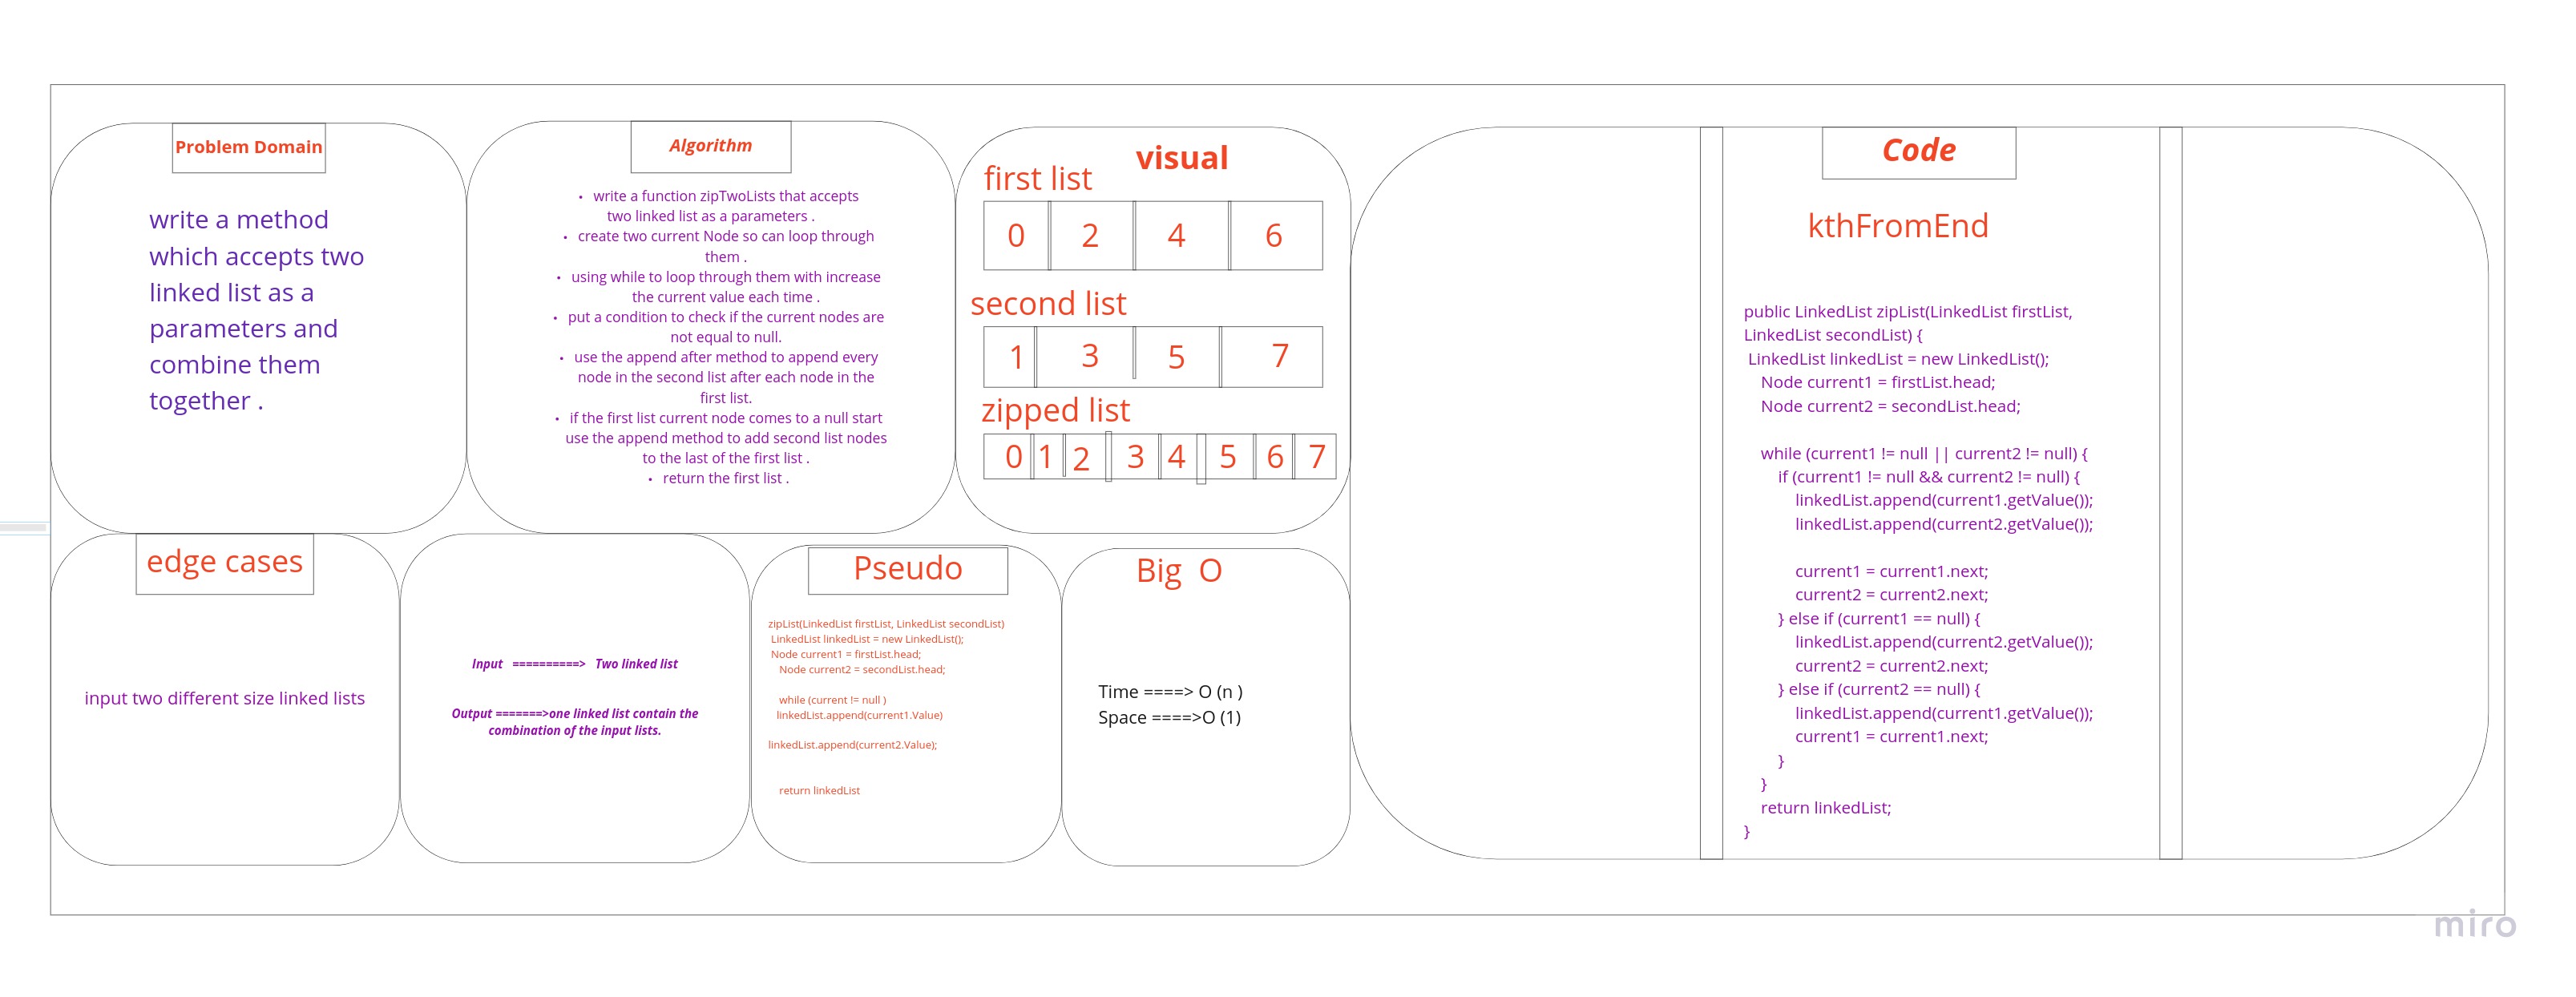 Problem Domain
write a method
which accepts two
linked list as a
parameters and
combine them
together .
Algorithm
• write a function zipTwoLists that accepts
two linked list as a parameters .
• create two current Node so can loop through
them .
• using while to loop through them with increase
the current value each time .
• put a condition to check if the current nodes are
not equal to null.
• use the append after method to append every
node in the second list after each node in the
first list.
• if the first list current node comes to a null start
use the append method to add second list nodes
to the last of the first list .
• return the first list .
visual
first list
0 2 4 6
second list
1 3 5 7
zipped list
0 1 2 3 4 5 6 7
Code
kthFromEnd
public LinkedList zipList(LinkedList firstList,
LinkedList secondList) {
LinkedList linkedList = new LinkedList();
Node current1 = firstList.head;
Node current2 = secondList.head;
while (current1 != null || current2 != null) {
if (current1 != null && current2 != null) {
linkedList.append(current1.getValue());
linkedList.append(current2.getValue());
current1 = current1.next;
current2 = current2.next;
} else if (current1 == null) {
linkedList.append(current2.getValue());
current2 = current2.next;
} else if (current2 == null) {
linkedList.append(current1.getValue());
current1 = current1.next;
}
}
return linkedList;
}
edge cases
input two different size linked lists
Input ==========> Two linked list
Output =======>one linked list contain the
combination of the input lists.
Pseudo
zipList(LinkedList firstList, LinkedList secondList)
LinkedList linkedList = new LinkedList();
Node current1 = firstList.head;
Node current2 = secondList.head;
while (current != null )
linkedList.append(current1.Value)
linkedList.append(current2.Value);
return linkedList
Big O
Time ====> O (n )
Space ====>O (1)
miro